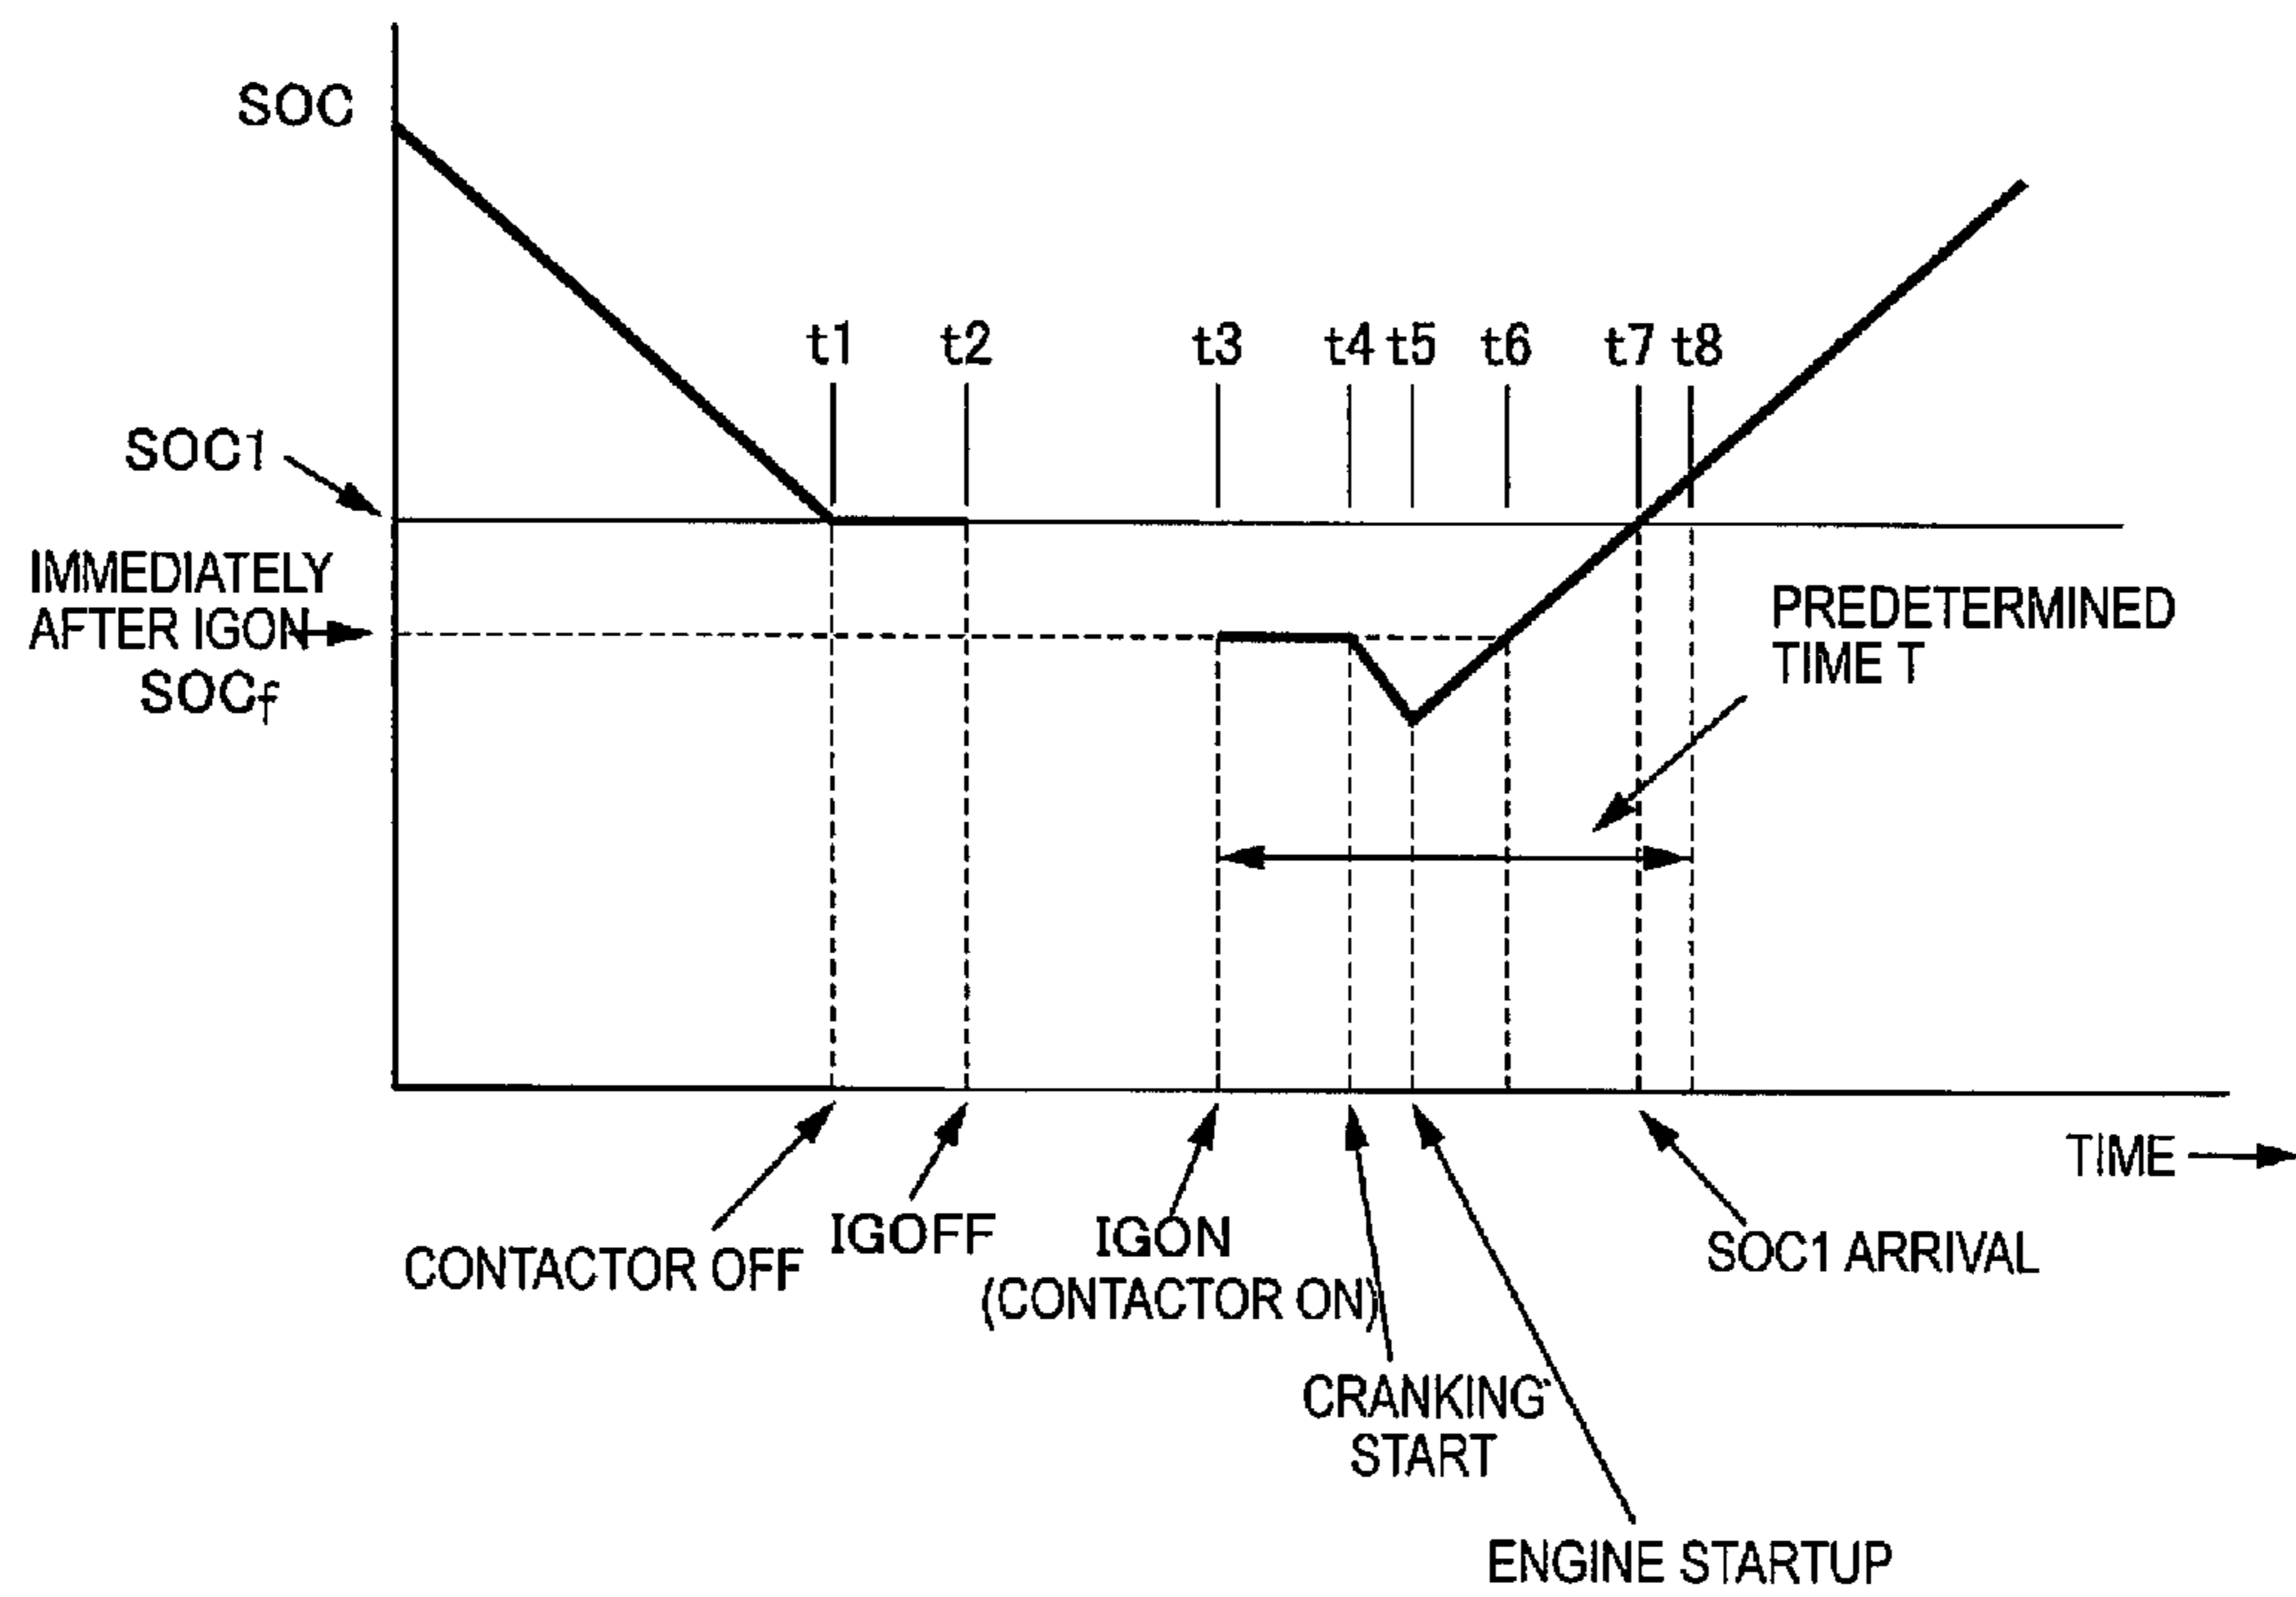 SOC
t1 t2 t3 t4 t5 t6 t7 t8
SOC1
IMMEDIATELY
AFTER IGON
SOCf
PREDETERMINED
TIME T
TIME
CONTACTOR OFF
IGOFF
IGON
(CONTACTOR ON)
SOC1 ARRIVAL
CRANKING
START
ENGINE STARTUP